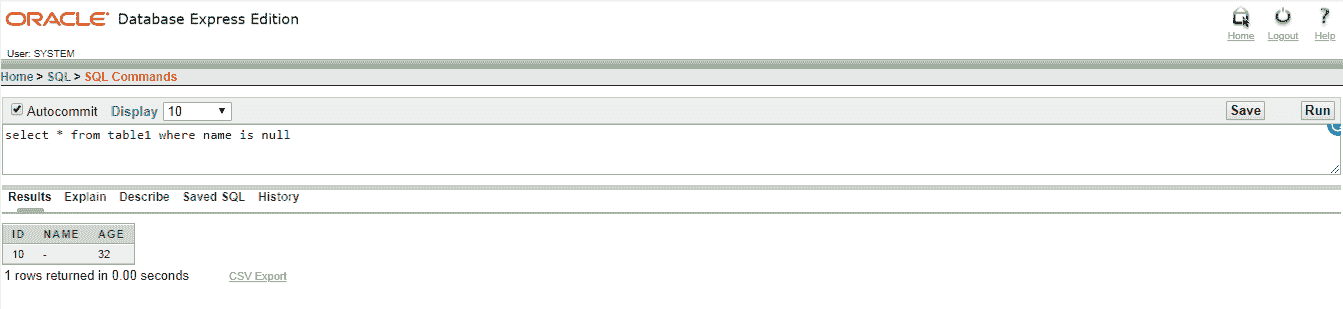 ORACLE Database Express Edition
Home Logout Help
User: SYSTEM
Home > SQL > SQL Commands
Autocommit Display 10 Save Run
select * from table1 where name is null
Results Explain Describe Saved SQL History
ID NAME AGE
10 - 32
1 rows returned in 0.00 seconds CSV Export